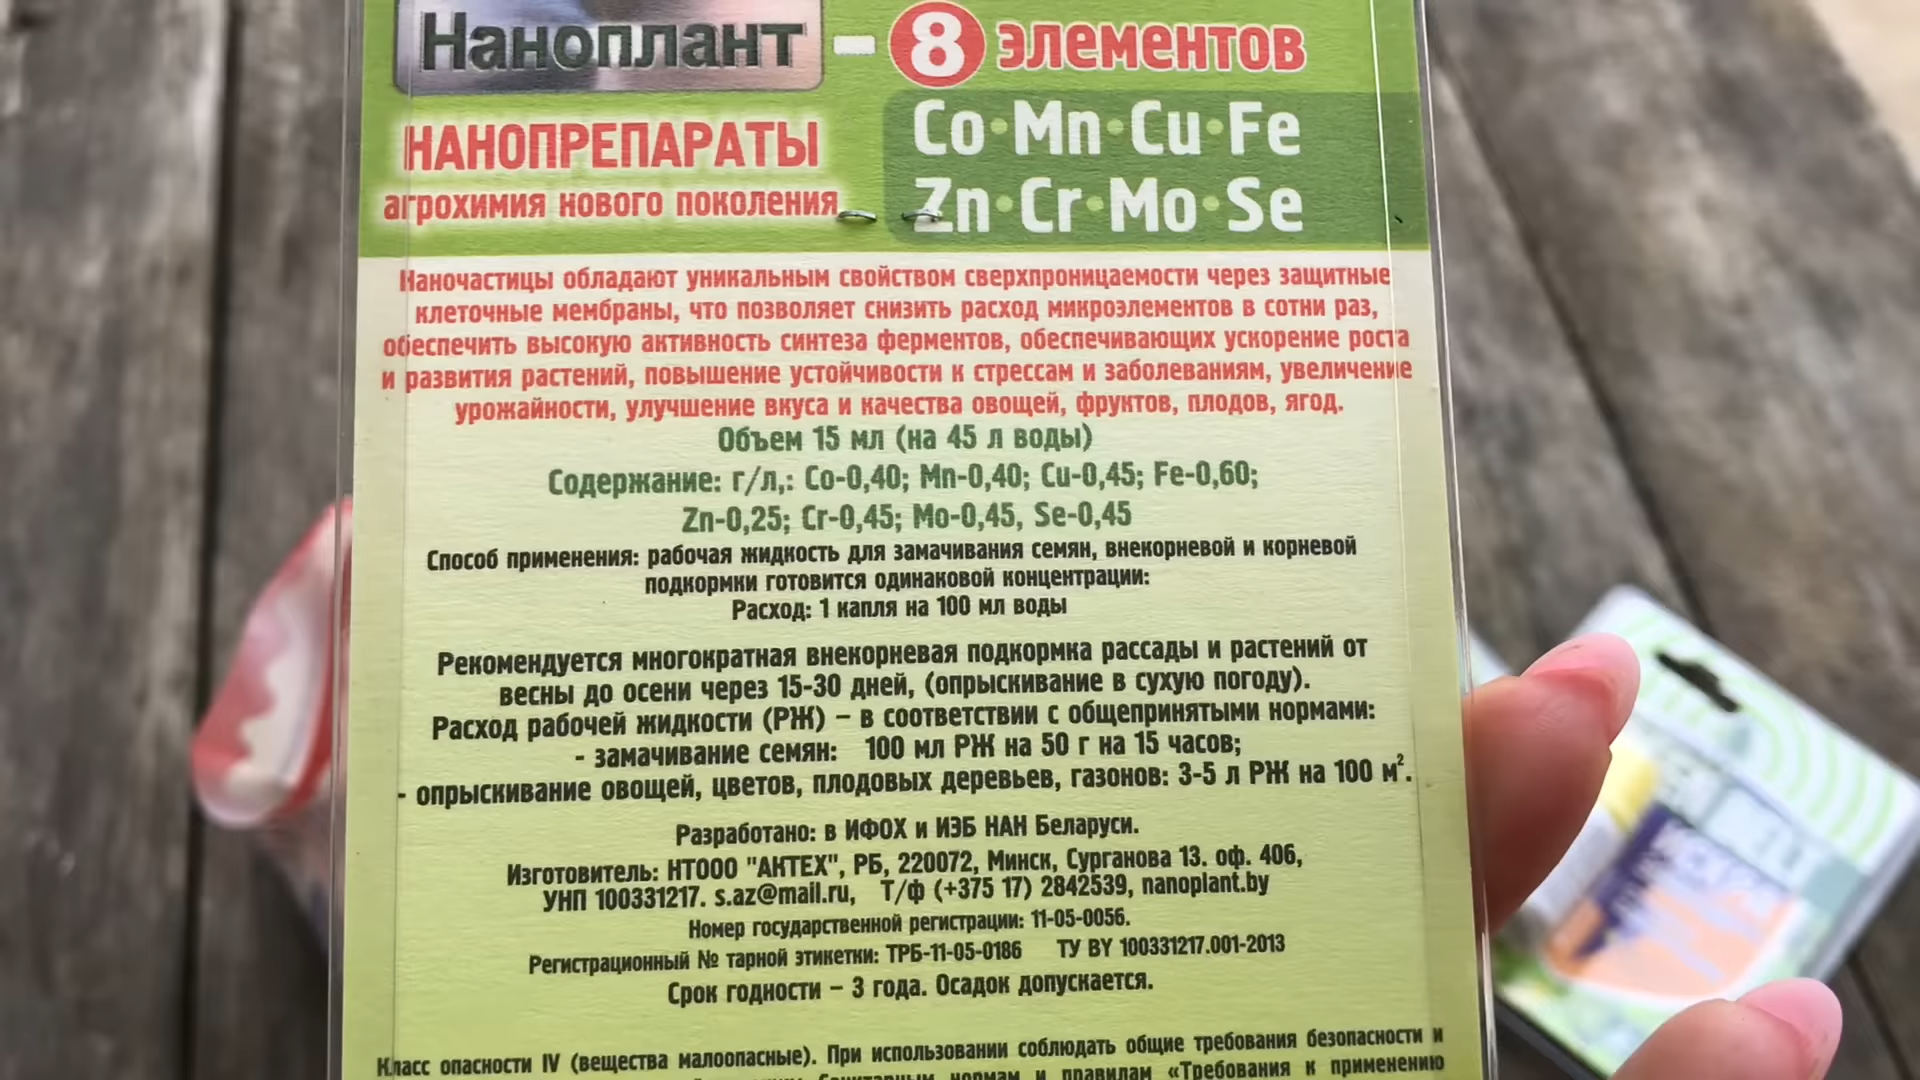 Наноплант - 8 элементов
НАНОПРЕПАРАТЫ
агрохимия нового поколения
Co·Mn·Cu·Fe
Zn·Cr·Mo·Se
Наночастицы обладают уникальным свойством сверхпроницаемости через защитные
клеточные мембраны, что позволяет снизить расход микроэлементов в сотни раз,
обеспечить высокую активность синтеза ферментов, обеспечивающих ускорение роста
и развития растений, повышение устойчивости к стрессам и заболеваниям, увеличение
урожайности, улучшение вкуса и качества овощей, фруктов, плодов, ягод.
Объем 15 мл (на 45 л воды)
Содержание: г/л,: Co-0,40; Mn-0,40; Cu-0,45; Fe-0,60;
Zn-0,25; Cr-0,45; Mo-0,45, Se-0,45
Способ применения: рабочая жидкость для замачивания семян, внекорневой и корневой
подкормки готовится одинаковой концентрации:
Расход: 1 капля на 100 мл воды
Рекомендуется многократная внекорневая подкормка рассады и растений от
весны до осени через 15-30 дней, (опрыскивание в сухую погоду).
Расход рабочей жидкости (РЖ) – в соответствии с общепринятыми нормами:
- замачивание семян: 100 мл РЖ на 50 г на 15 часов;
- опрыскивание овощей, цветов, плодовых деревьев, газонов: 3-5 л РЖ на 100 м².
Разработано: в ИФОХ и ИЭБ НАН Беларуси.
Изготовитель: НТООО "АКТЕХ", РБ, 220072, Минск, Сурганова 13. оф. 406,
УНП 100331217. s.az@mail.ru, Т/ф (+375 17) 2842539, nanoplant.by
Номер государственной регистрации: 11-05-0056.
Регистрационный № тарной этикетки: ТРБ-11-05-0186 ТУ BY 100331217.001-2013
Срок годности – 3 года. Осадок допускается.
Класс опасности IV (вещества малоопасные). При использовании соблюдать общие требования безопасности и
нормам и правилам «Требования к применению